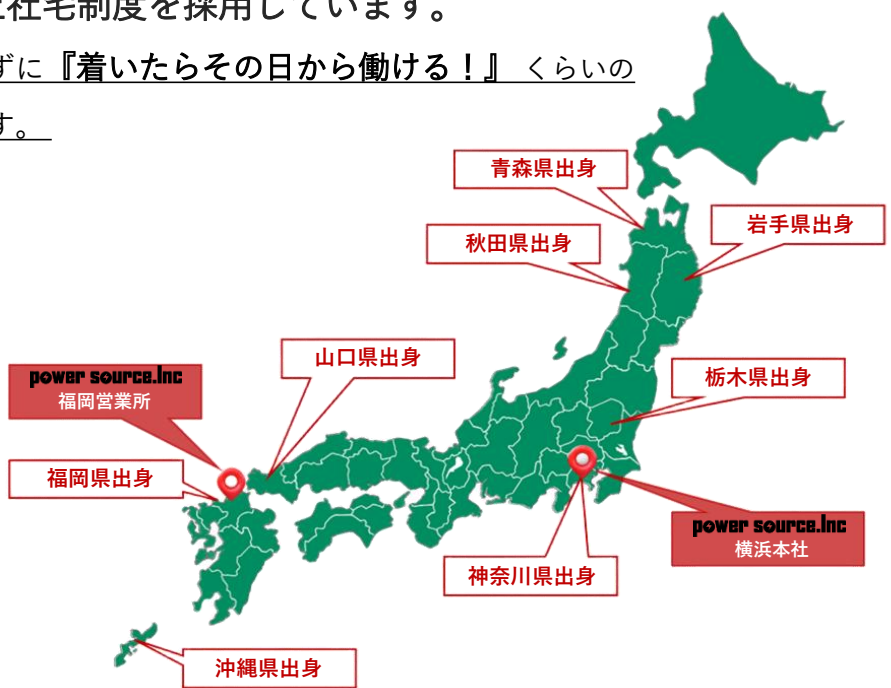 社宅制度を採用しています。
ずに『着いたらその日から働ける！』くらいの
す。
青森県出身
岩手県出身
秋田県出身
山口県出身
栃木県出身
power source.Inc
福岡営業所
福岡県出身
power source.Inc
横浜本社
神奈川県出身
沖縄県出身